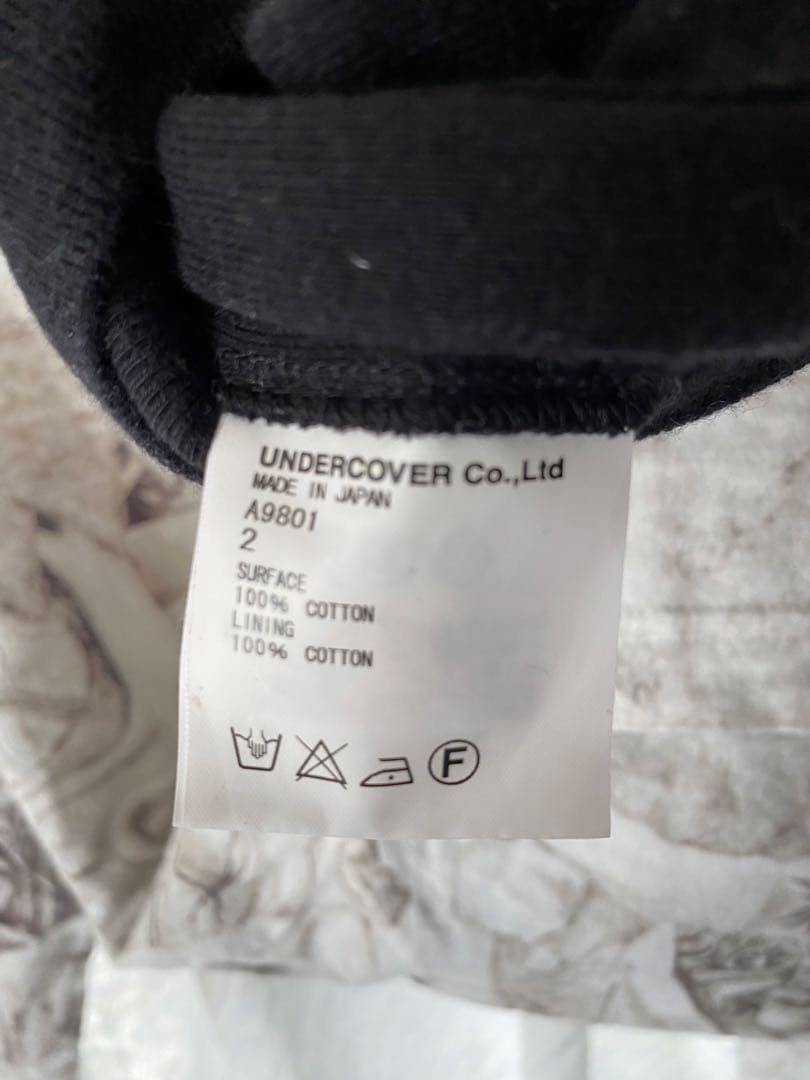 UNDERCOVER Co.,Ltd
MADE IN JAPAN
A9801
2
SURFACE
100% COTTON
LINING
100% COTTON
F